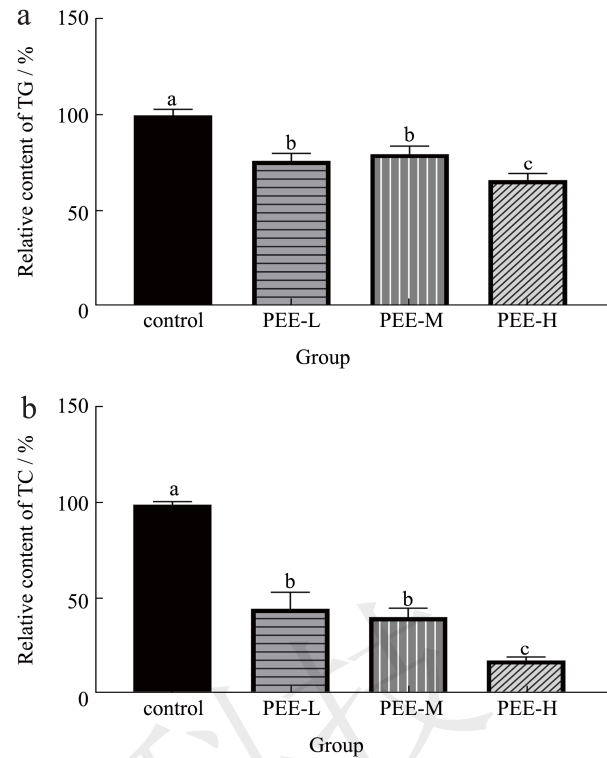 a
150
100
50
0
Relative content of TG / %
a
b
b
c
control PEE-L PEE-M PEE-H
Group
b
150
100
50
0
Relative content of TC / %
a
b
b
c
control PEE-L PEE-M PEE-H
Group